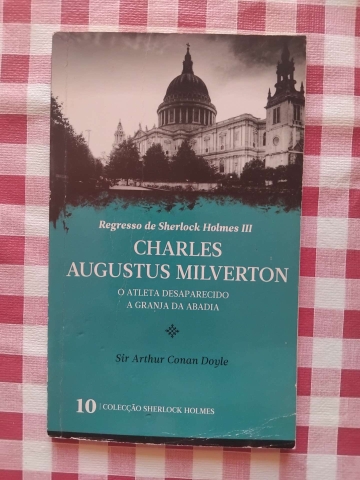 Regresso de Sherlock Holmes III
CHARLES
AUGUSTUS MILVERTON
O ATLETA DESAPARECIDO
A GRANJA DA ABADIA
Sir Arthur Conan Doyle
10 | COLECÇÃO SHERLOCK HOLMES